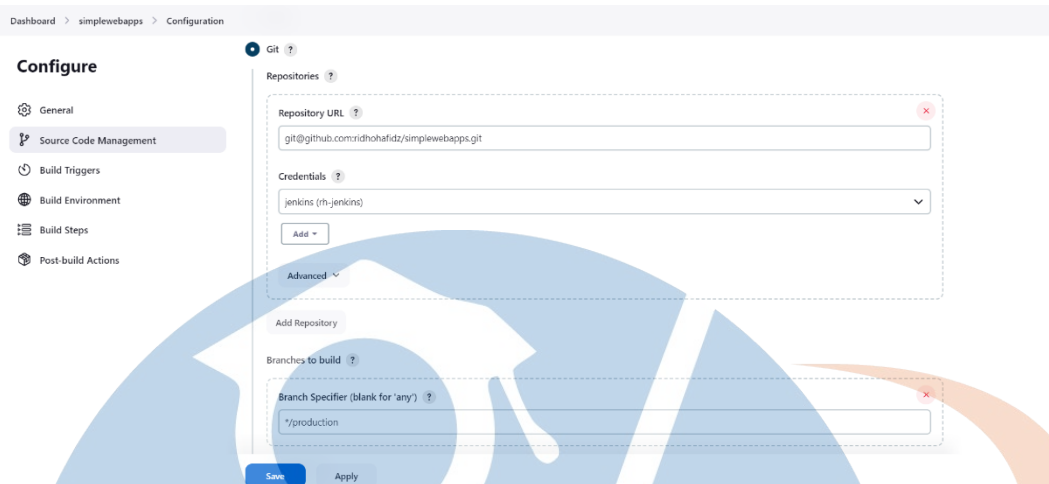 Dashboard > simplewebapps > Configuration
Configure
General
Source Code Management
Build Triggers
Build Environment
Build Steps
Post-build Actions
Git ?
Repositories ?
Repository URL ?
git@github.com:ridhohafidz/simplewebapps.git
Credentials ?
jenkins (rh-jenkins)
Add
Advanced
Add Repository
Branches to build ?
Branch Specifier (blank for 'any') ?
*/production
Save Apply